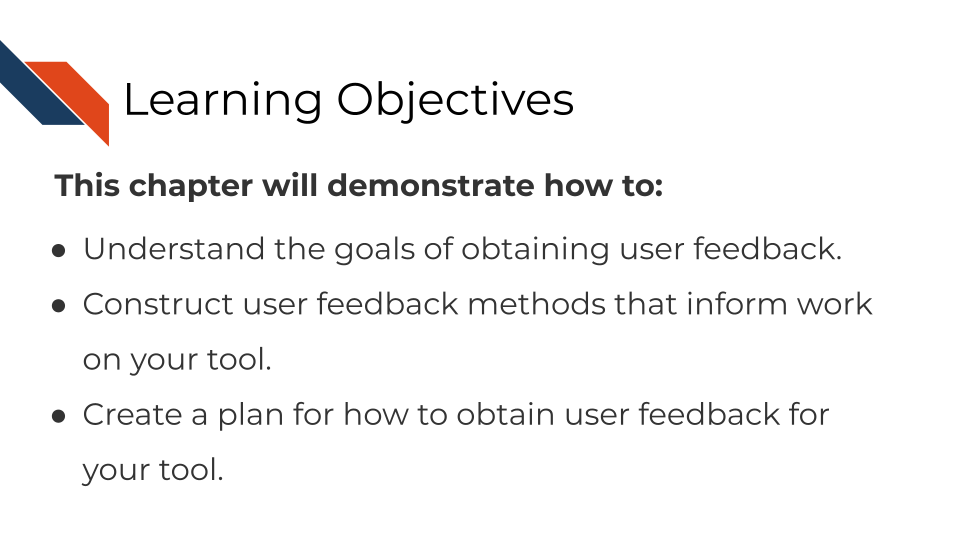 Learning Objectives
This chapter will demonstrate how to:
● Understand the goals of obtaining user feedback.
● Construct user feedback methods that inform work
on your tool.
● Create a plan for how to obtain user feedback for
your tool.